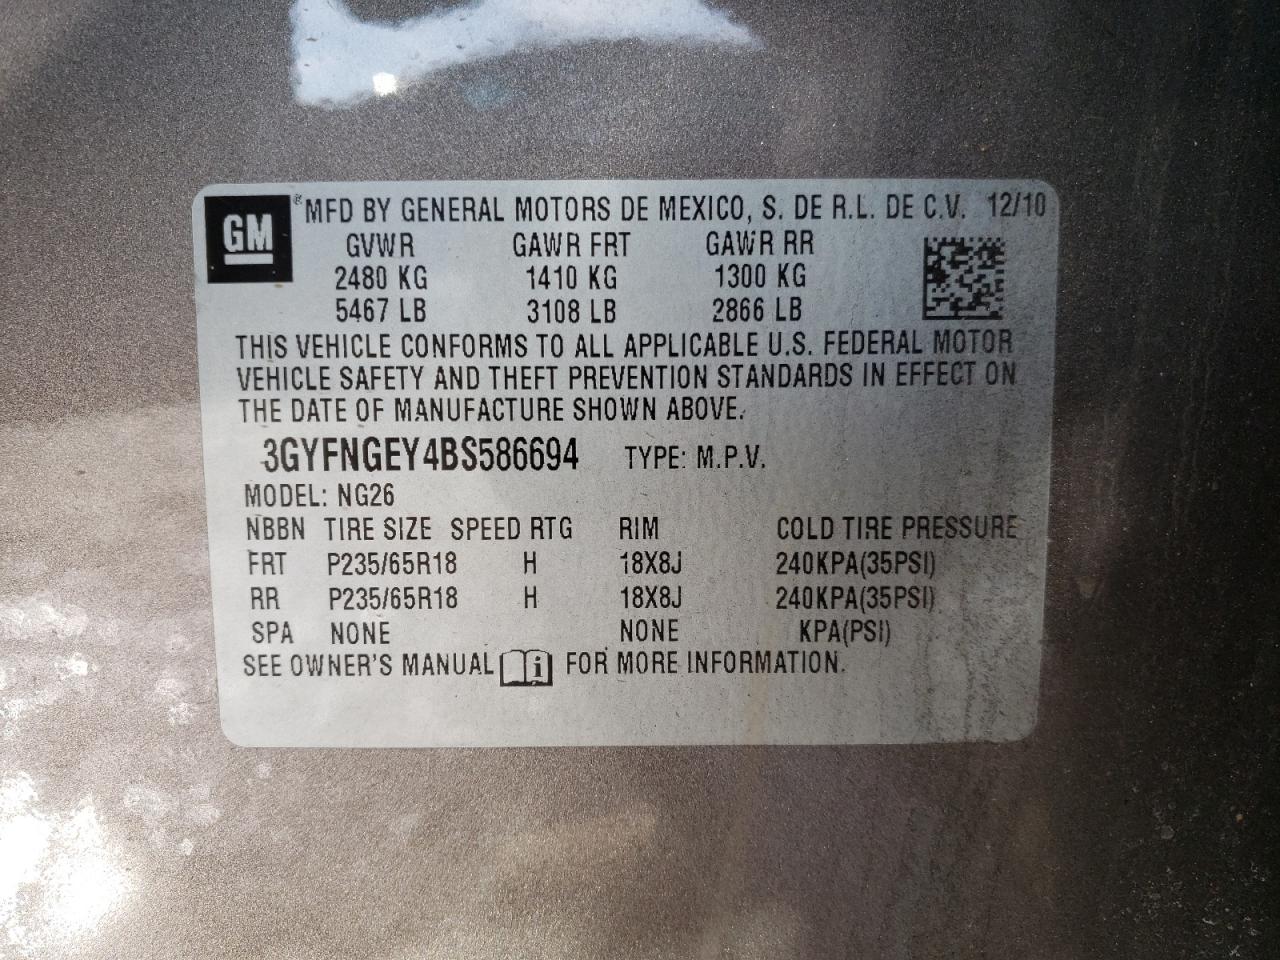 GM ® MFD BY GENERAL MOTORS DE MEXICO, S. DE R.L. DE C.V. 12/10
GVWR GAWR FRT GAWR RR
2480 KG 1410 KG 1300 KG
5467 LB 3108 LB 2866 LB
THIS VEHICLE CONFORMS TO ALL APPLICABLE U.S. FEDERAL MOTOR
VEHICLE SAFETY AND THEFT PREVENTION STANDARDS IN EFFECT ON
THE DATE OF MANUFACTURE SHOWN ABOVE.
3GYFNGEY4BS586694 TYPE: M.P.V.
MODEL: NG26
NBBN TIRE SIZE SPEED RTG RIM COLD TIRE PRESSURE
FRT P235/65R18 H 18X8J 240KPA(35PSI)
RR P235/65R18 H 18X8J 240KPA(35PSI)
SPA NONE NONE KPA(PSI)
SEE OWNER'S MANUAL i FOR MORE INFORMATION.